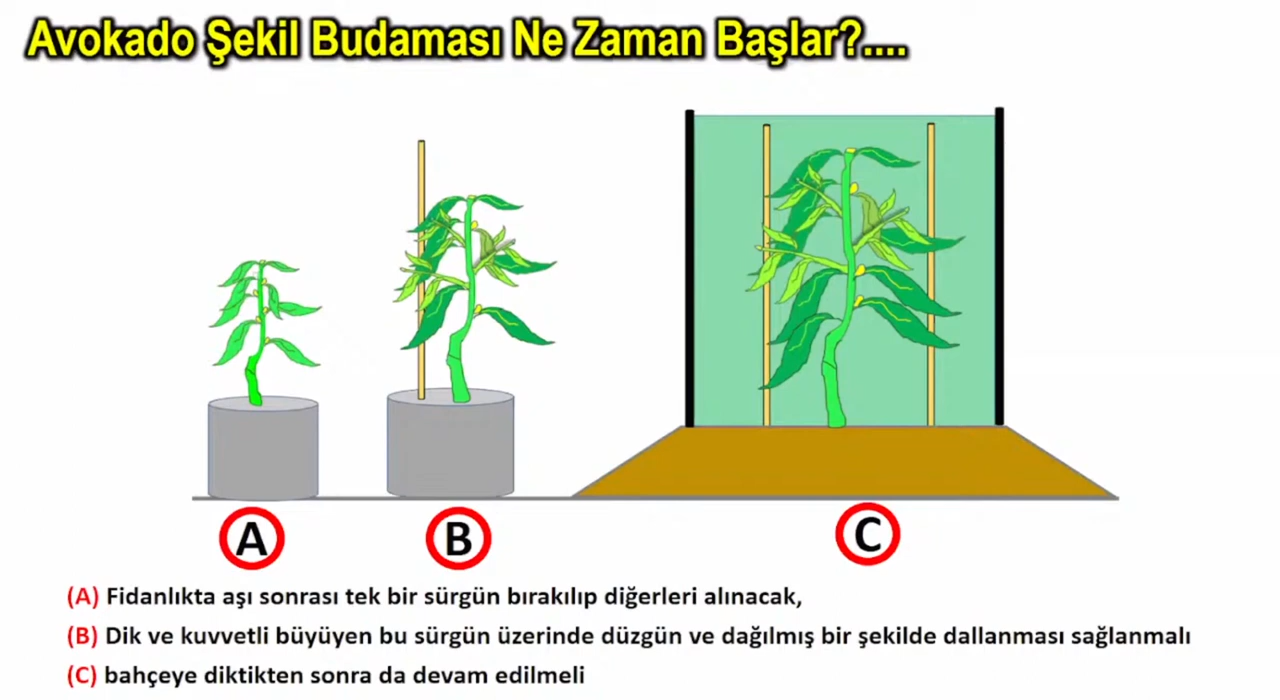 Avokado Şekil Budaması Ne Zaman Başlar?....
A
B
C
(A) Fidanlıkta aşı sonrası tek bir sürgün bırakılıp diğerleri alınacak,
(B) Dik ve kuvvetli büyüyen bu sürgün üzerinde düzgün ve dağılmış bir şekilde dallanması sağlanmalı
(C) bahçeye diktikten sonra da devam edilmeli